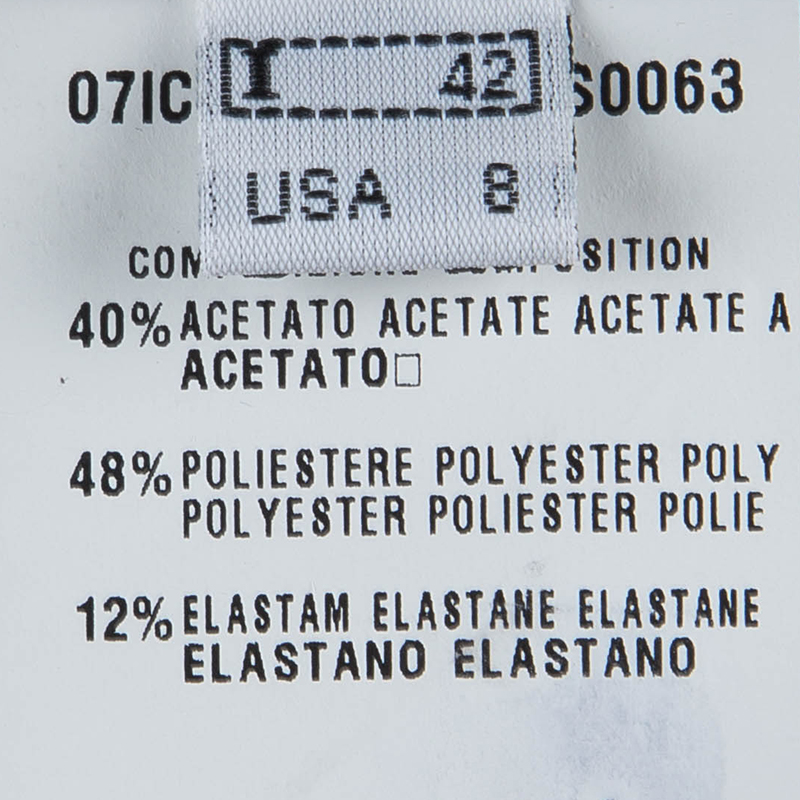 I 42
USA 8
07IC S0063
SITION
40% ACETATO ACETATE ACETATE A
ACETATO
48% POLIESTERE POLYESTER POLY
POLYESTER POLIESTER POLIE
12% ELASTAM ELASTANE ELASTANE
ELASTANO ELASTANO